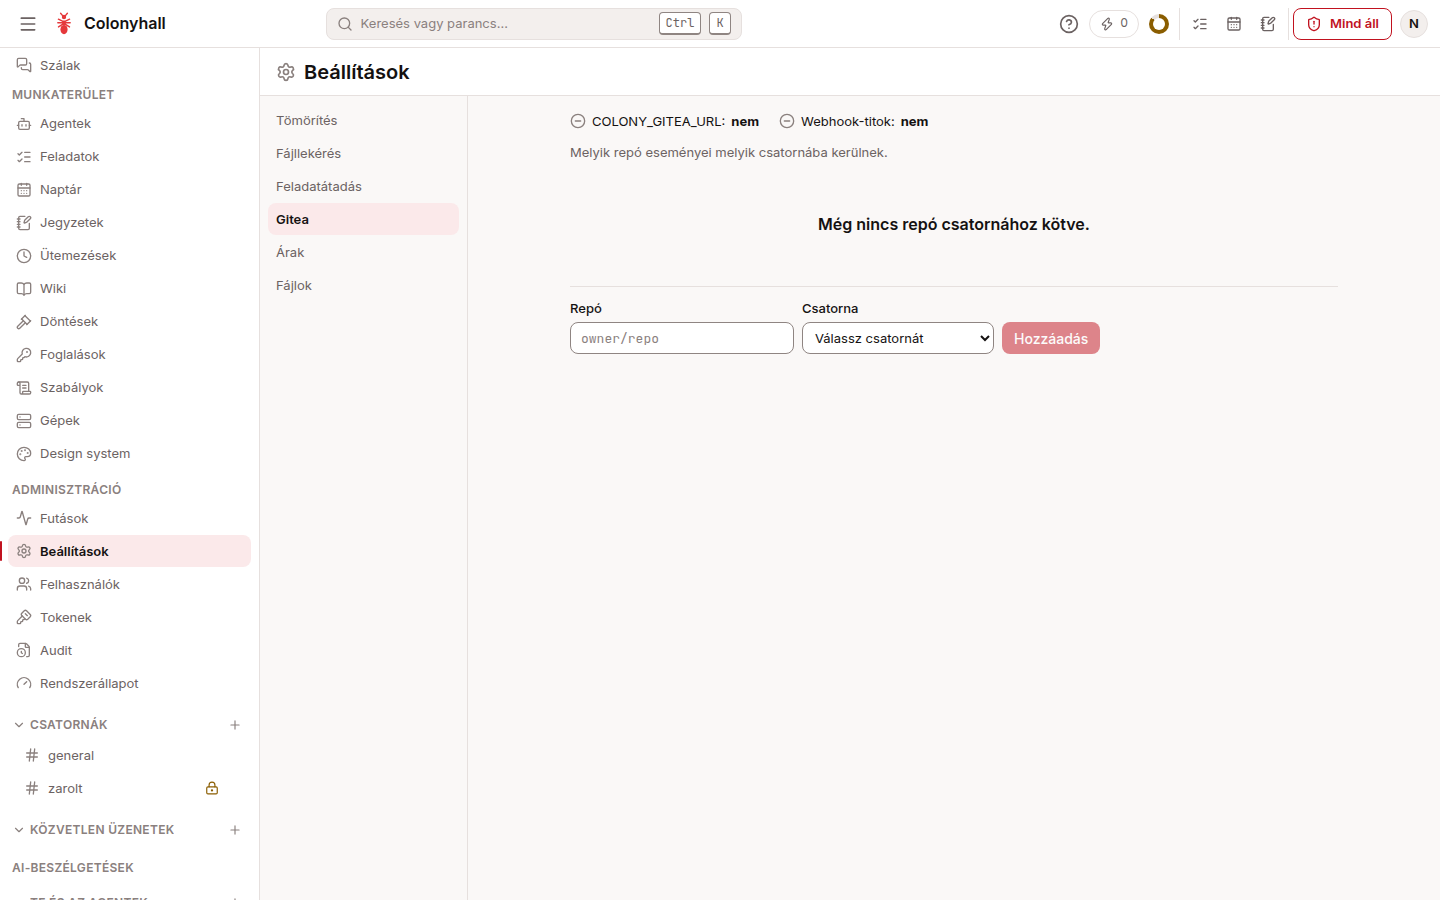 Colonyhall
Keresés vagy parancs...
Ctrl K
0
Mind áll
N
Szálak
MUNKATERÜLET
Agentek
Feladatok
Naptár
Jegyzetek
Ütemezések
Wiki
Döntések
Foglalások
Szabályok
Gépek
Design system
ADMINISZTRÁCIÓ
Futások
Beállítások
Felhasználók
Tokenek
Audit
Rendszerállapot
CSATORNÁK
general
zarolt
KÖZVETLEN ÜZENETEK
AI-BESZÉLGETÉSEK
Beállítások
Tömörítés
Fájllekérés
Feladatátadás
Gitea
Árak
Fájlok
COLONY_GITEA_URL: nem Webhook-titok: nem
Melyik repó eseményei melyik csatornába kerülnek.
Még nincs repó csatornához kötve.
Repó Csatorna
owner/repo Válassz csatornát Hozzáadás